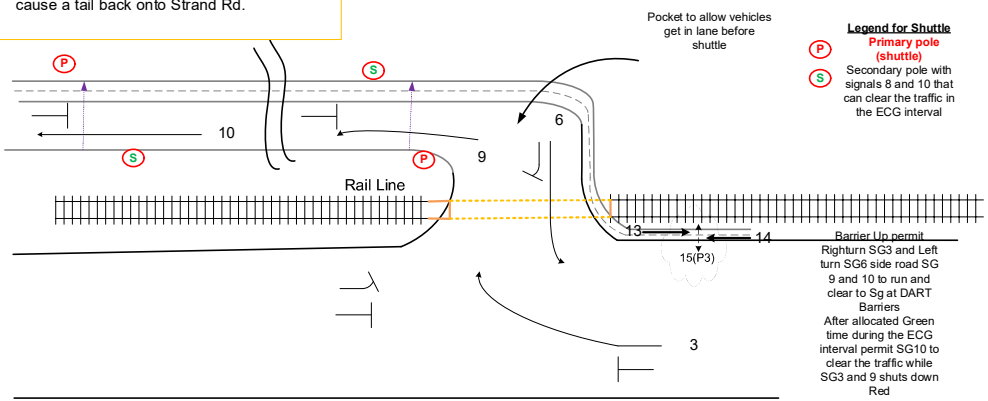 cause a tail back onto Strand Rd.
Pocket to allow vehicles
get in lane before
shuttle
Legend for Shuttle
P
Primary pole
(shuttle)
S
Secondary pole with
signals 8 and 10 that
can clear the traffic in
the ECG interval
P
S
6
10
9
S
P
Rail Line
13
14
15(P3)
Barrier Up permit
Righturn SG3 and Left
turn SG6 side road SG
9 and 10 to run and
clear to Sg at DART
Barriers
After allocated Green
time during the ECG
interval permit SG10 to
clear the traffic while
SG3 and 9 shuts down
Red
3